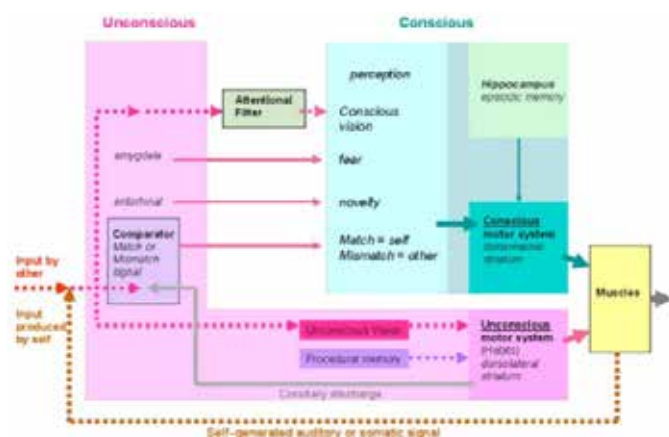 Unconscious
Conscious
perception
Hippocampus
episodic memory
Attentional
Filter
Conscious
vision
amygdala
fear
entorhinal
novelty
Comparator
Match or
Mismatch
signal
Match = self
Mismatch = other
Conscious
motor system
dorsomedial
striatum
Input by
other
Muscles
Input
produced
by self
Unconscious Vision
Procedural memory
Unconscious
motor system
(Habits)
dorsolateral
striatum
Corollary discharge
Self-generated auditory or somatic signal